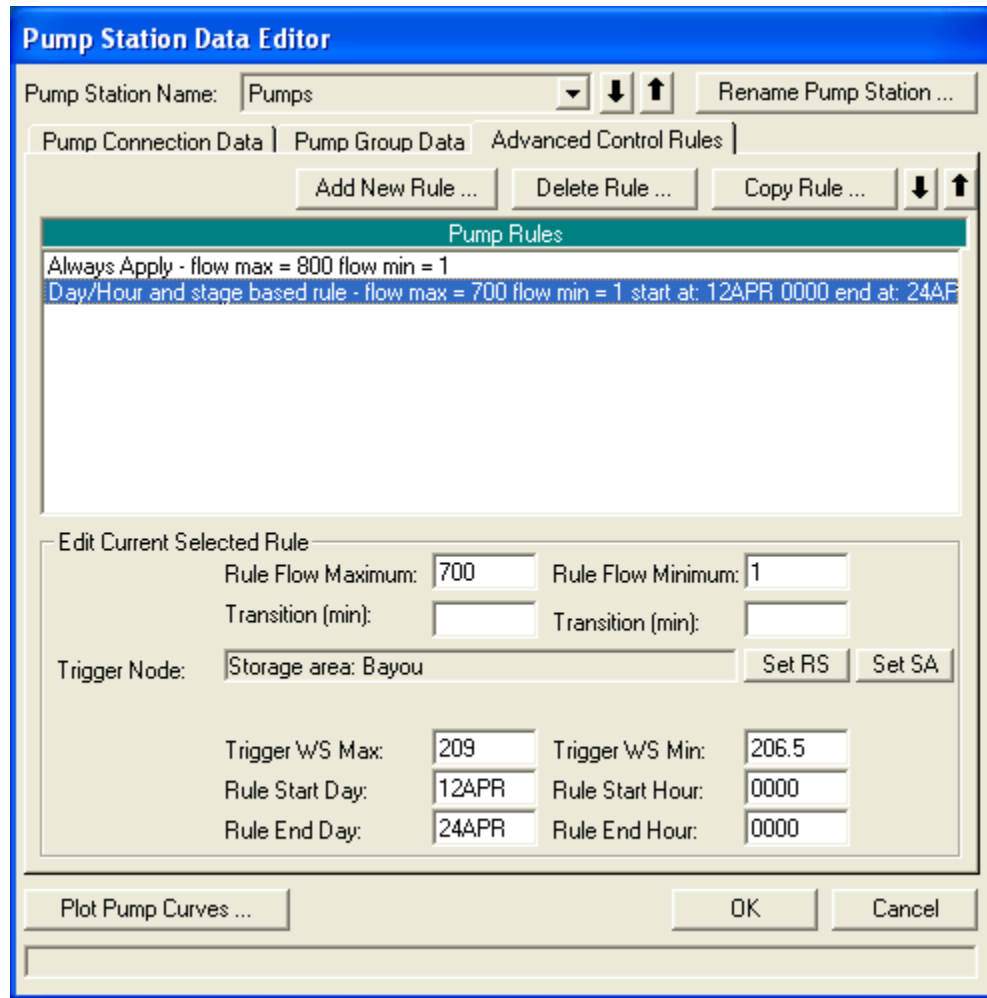 Pump Station Data Editor
Pump Station Name: Pumps Rename Pump Station ...
Pump Connection Data Pump Group Data Advanced Control Rules
Add New Rule ... Delete Rule ... Copy Rule ...
Pump Rules
Always Apply - flow max = 800 flow min = 1
Day/Hour and stage based rule - flow max = 700 flow min = 1 start at: 12APR 0000 end at: 24AP
Edit Current Selected Rule
Rule Flow Maximum: 700 Rule Flow Minimum: 1
Transition (min): Transition (min):
Trigger Node: Storage area: Bayou Set RS Set SA
Trigger WS Max: 209 Trigger WS Min: 206.5
Rule Start Day: 12APR Rule Start Hour: 0000
Rule End Day: 24APR Rule End Hour: 0000
Plot Pump Curves ... OK Cancel